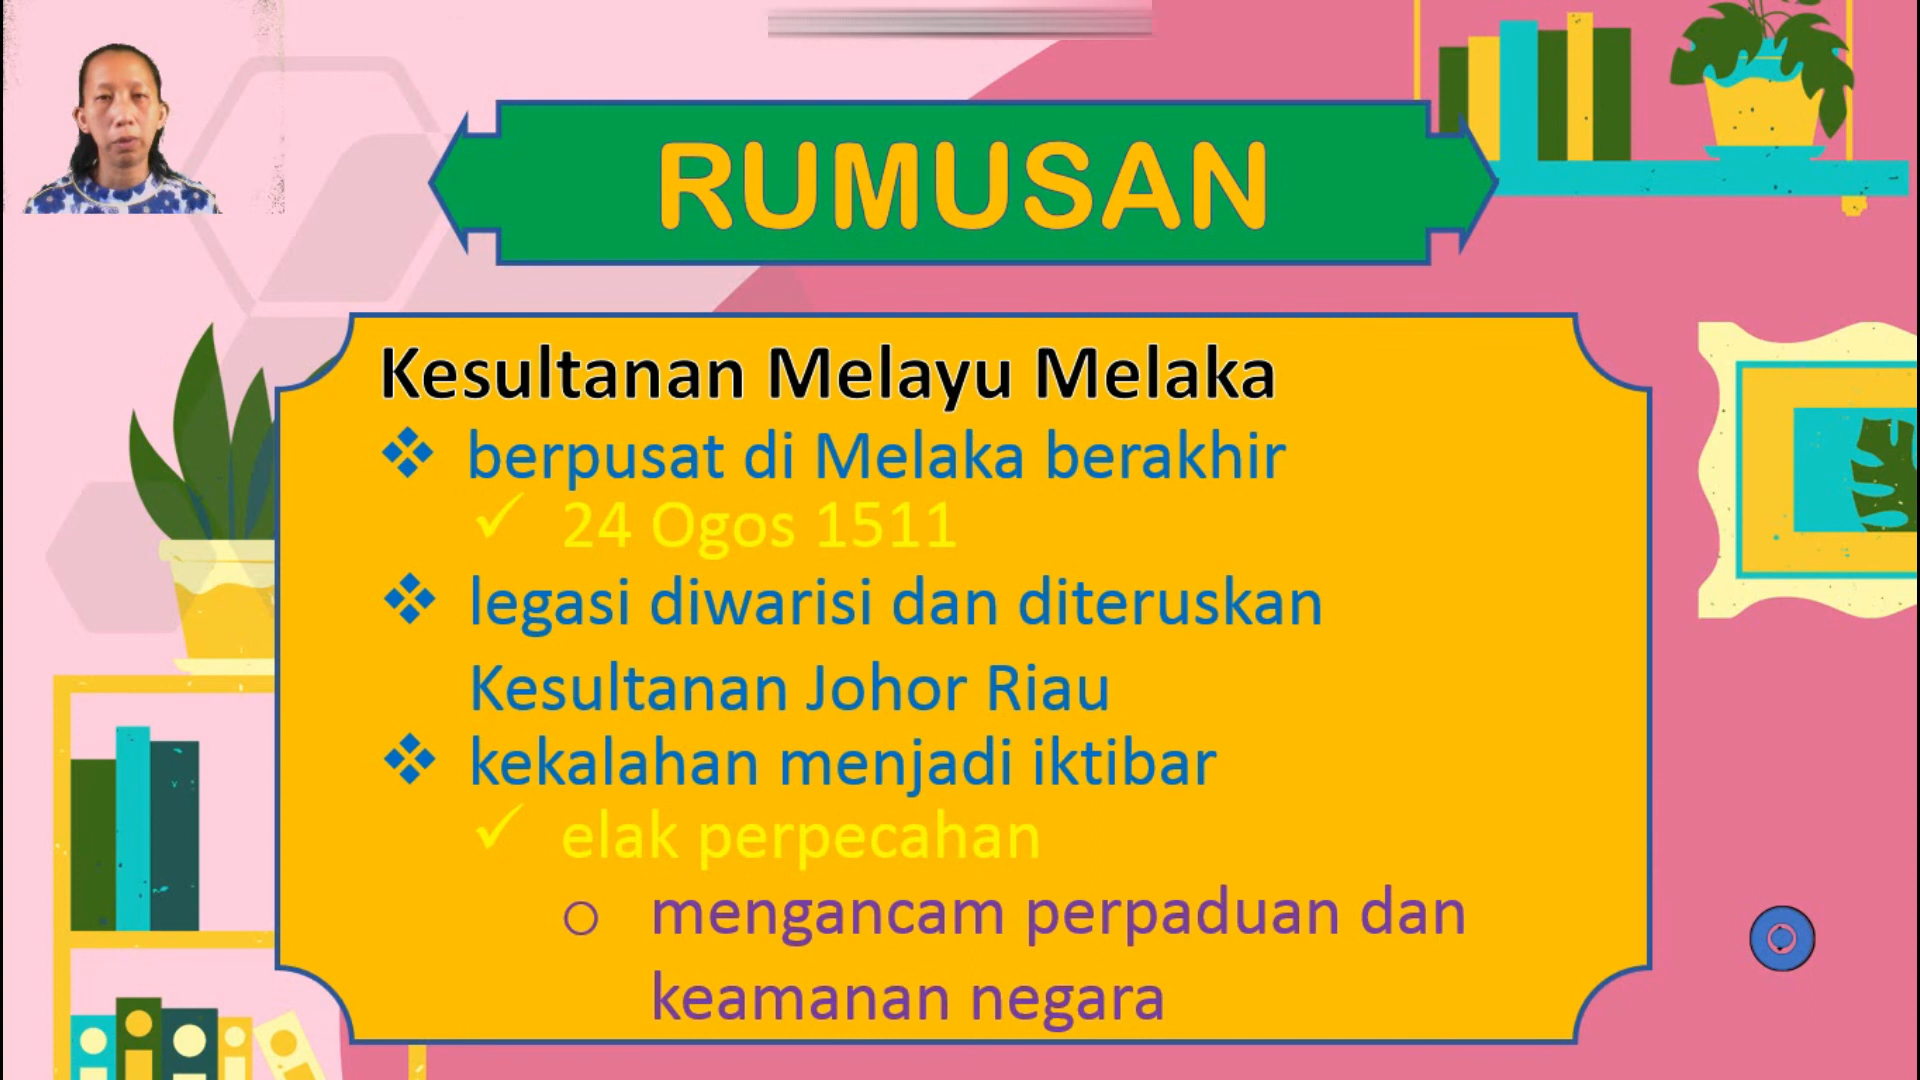 RUMUSAN
Kesultanan Melayu Melaka
❖ berpusat di Melaka berakhir
✓ 24 Ogos 1511
❖ legasi diwarisi dan diteruskan
Kesultanan Johor Riau
❖ kekalahan menjadi iktibar
✓ elak perpecahan
o mengancam perpaduan dan
keamanan negara